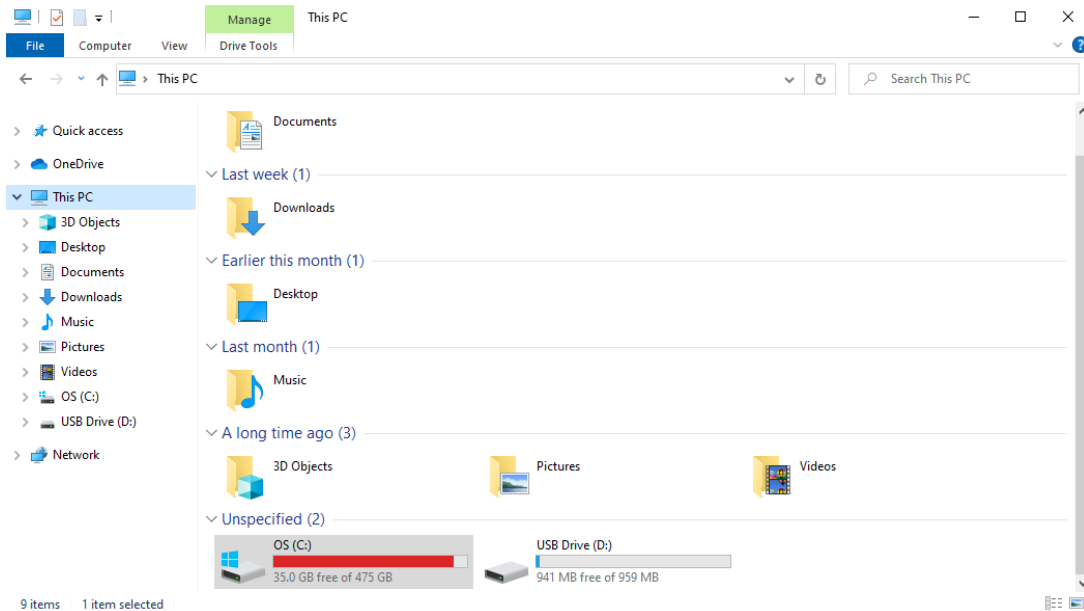 Manage
This PC
File
Computer
View
Drive Tools
?
This PC
Search This PC
Quick access
OneDrive
This PC
3D Objects
Desktop
Documents
Downloads
Music
Pictures
Videos
OS (C:)
USB Drive (D:)
Network
Documents
Last week (1)
Downloads
Earlier this month (1)
Desktop
Last month (1)
Music
A long time ago (3)
3D Objects
Pictures
Videos
Unspecified (2)
OS (C:)
35.0 GB free of 475 GB
USB Drive (D:)
941 MB free of 959 MB
9 items
1 item selected